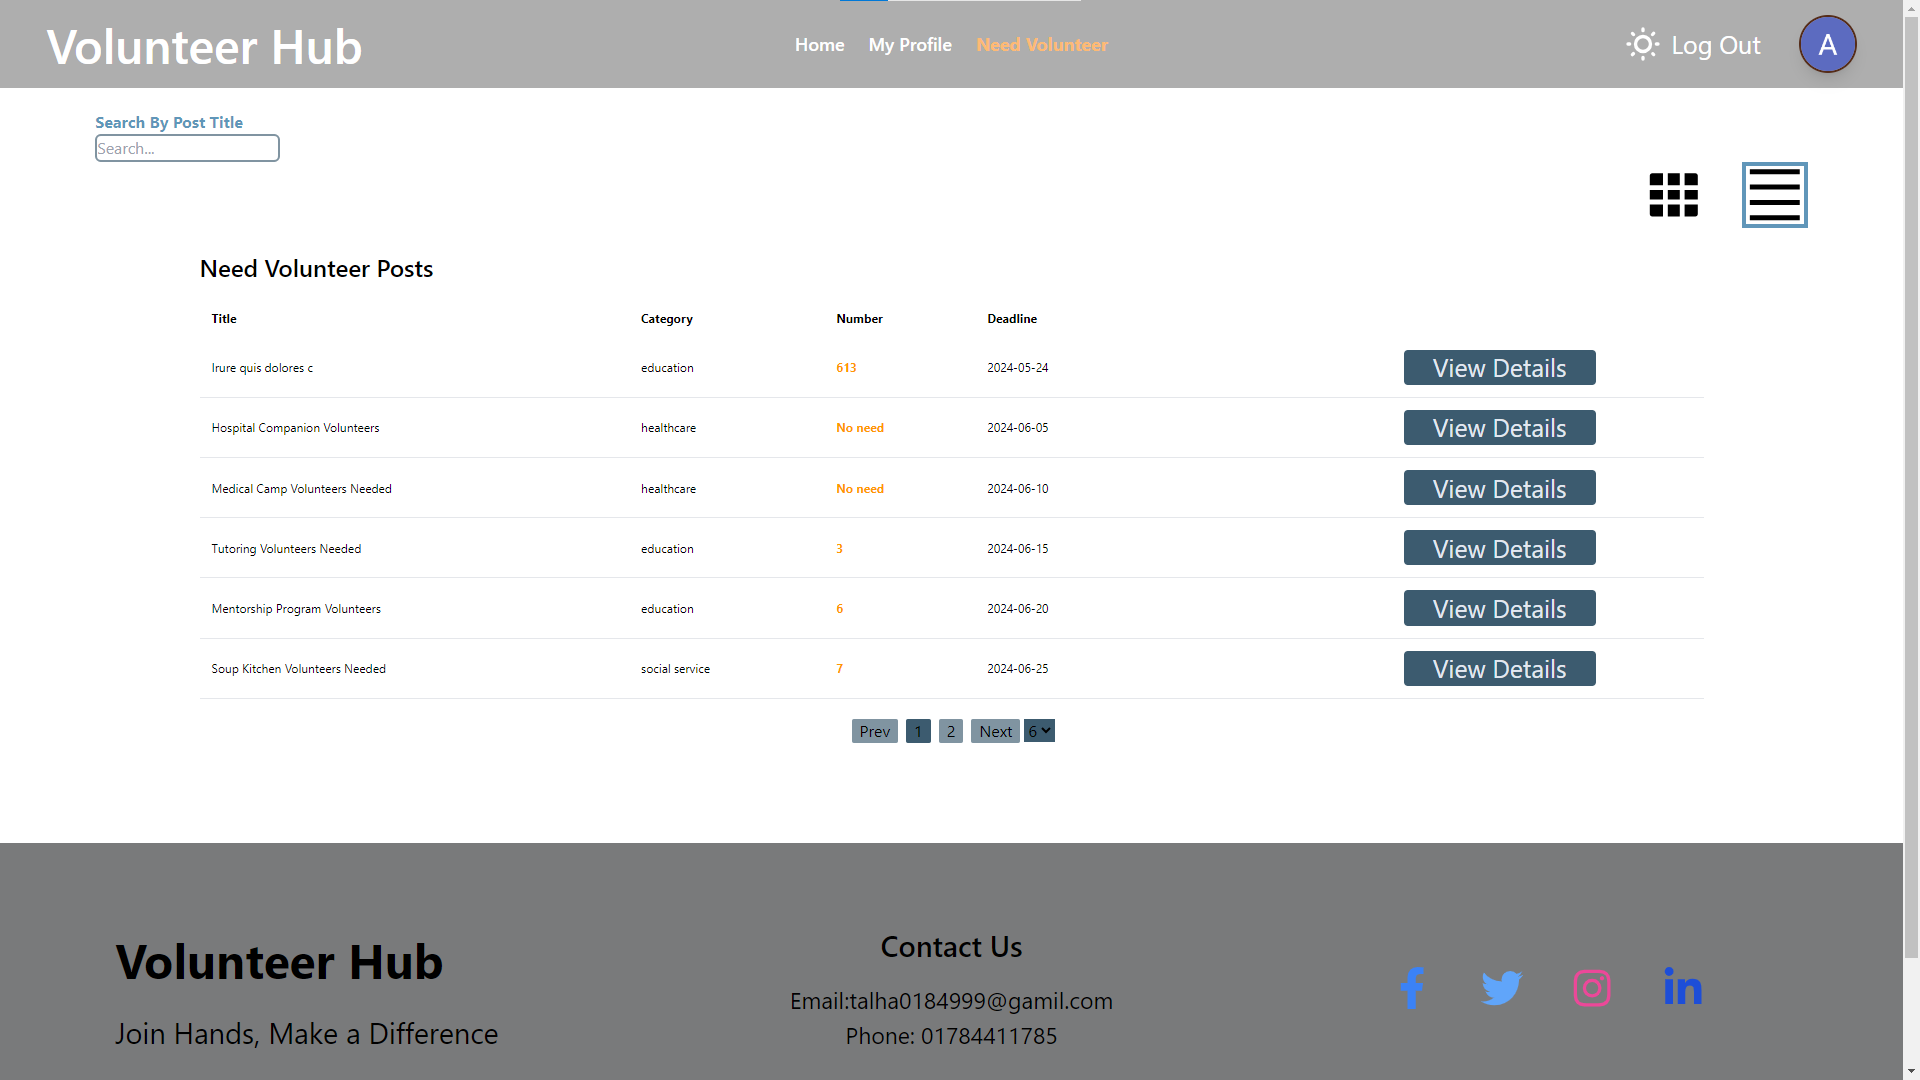 Volunteer Hub
Home My Profile Need Volunteer
Log Out A
Search By Post Title
Search...
Need Volunteer Posts
Title Category Number Deadline
Irure quis dolores c education 613 2024-05-24 View Details
Hospital Companion Volunteers healthcare No need 2024-06-05 View Details
Medical Camp Volunteers Needed healthcare No need 2024-06-10 View Details
Tutoring Volunteers Needed education 3 2024-06-15 View Details
Mentorship Program Volunteers education 6 2024-06-20 View Details
Soup Kitchen Volunteers Needed social service 7 2024-06-25 View Details
Prev 1 2 Next 6
Volunteer Hub
Join Hands, Make a Difference
Contact Us
Email:talha0184999@gamil.com
Phone: 01784411785